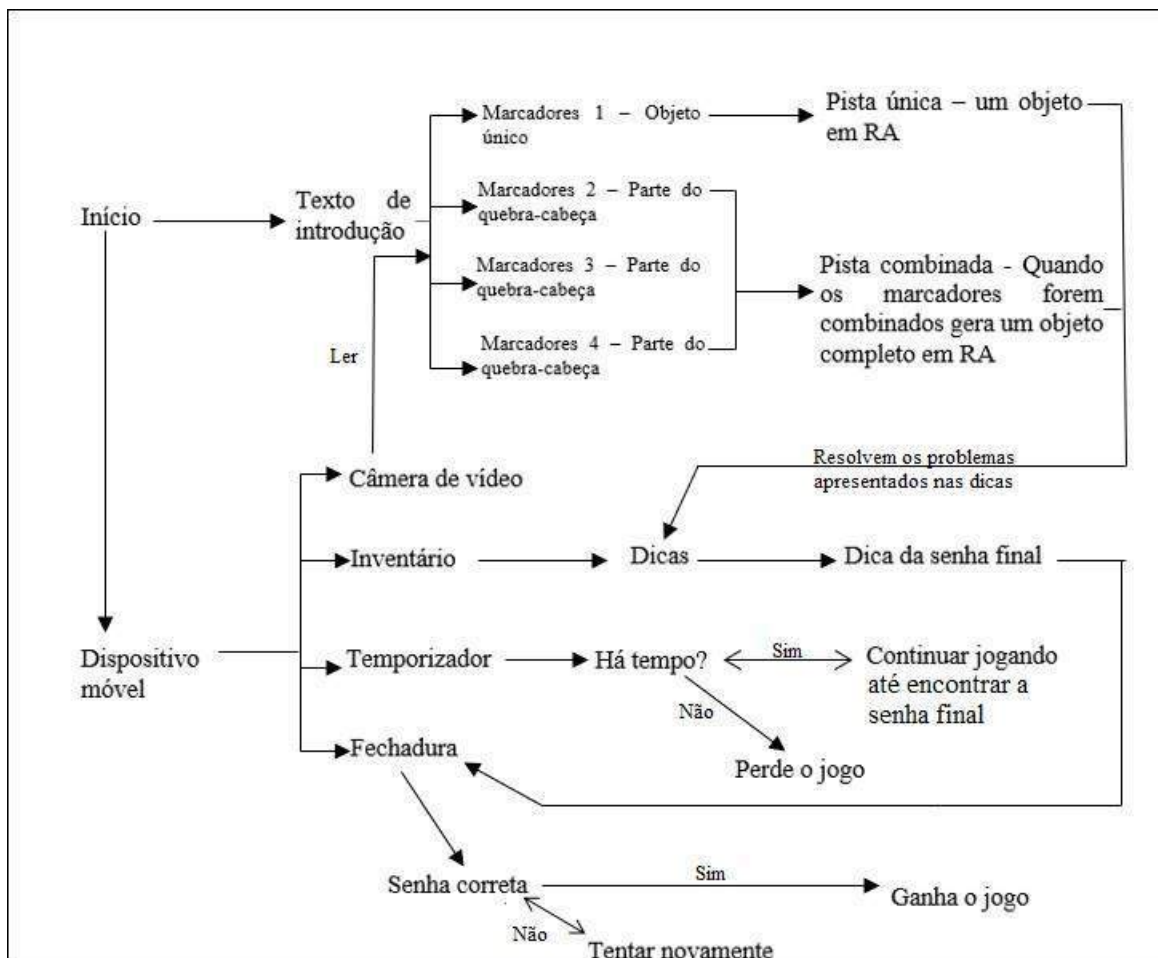 Marcadores 1 – Objeto
único
Pista única – um objeto
em RA
Início
Texto de
introdução
Marcadores 2 – Parte do
quebra-cabeça
Marcadores 3 – Parte do
quebra-cabeça
Marcadores 4 – Parte do
quebra-cabeça
Pista combinada - Quando
os marcadores forem
combinados gera um objeto
completo em RA
Ler
Câmera de vídeo
Resolvem os problemas
apresentados nas dicas
Inventário
Dicas
Dica da senha final
Dispositivo
móvel
Temporizador
Há tempo?
Sim
Continuar jogando
até encontrar a
senha final
Não
Perde o jogo
Fechadura
Senha correta
Sim
Ganha o jogo
Não
Tentar novamente